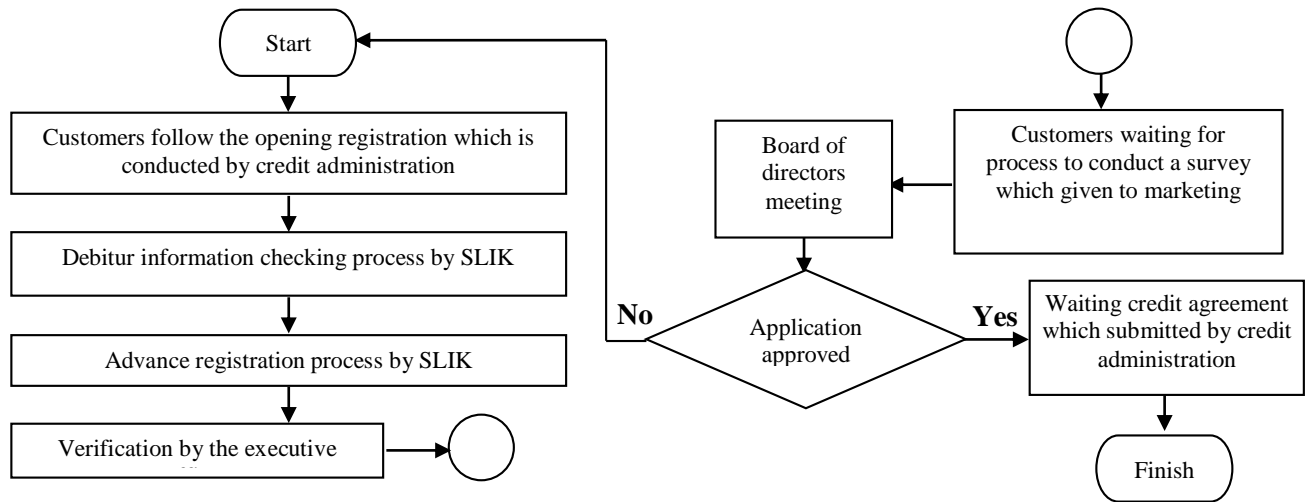 Start
Customers follow the opening registration which is
conducted by credit administration
Debitur information checking process by SLIK
Advance registration process by SLIK
Verification by the executive
Customers waiting for
process to conduct a survey
which given to marketing
Board of
directors
meeting
Application
approved
No
Yes
Waiting credit agreement
which submitted by credit
administration
Finish